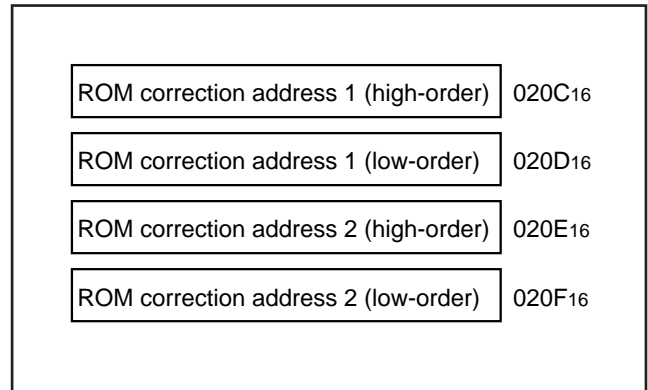 ROM correction address 1 (high-order) 020C16
ROM correction address 1 (low-order) 020D16
ROM correction address 2 (high-order) 020E16
ROM correction address 2 (low-order) 020F16